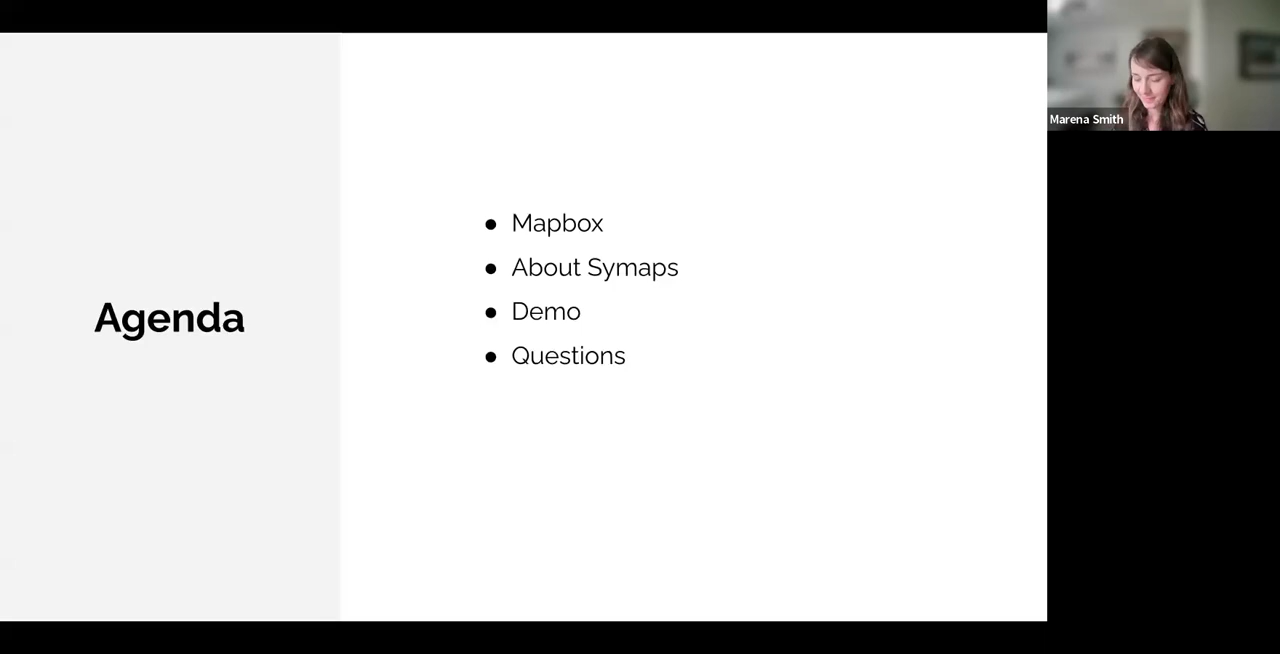 Agenda
● Mapbox
● About Symaps
● Demo
● Questions
Marena Smith